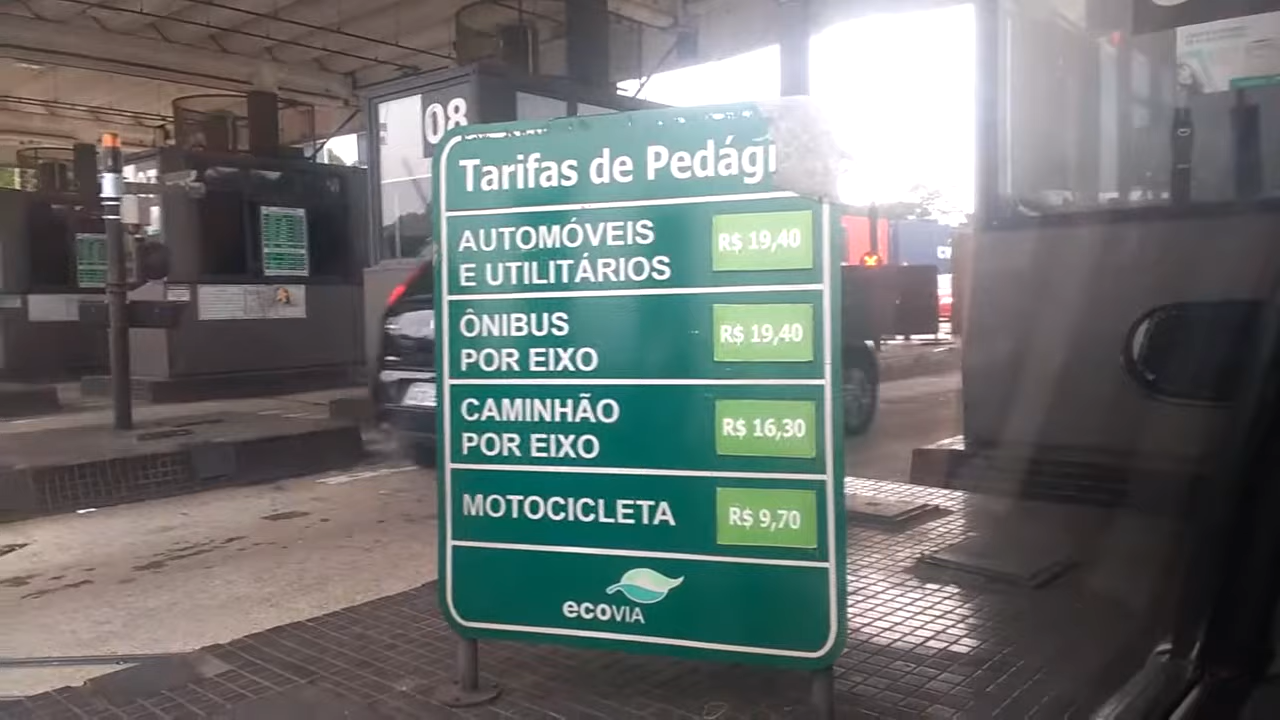 08
Tarifas de Pedági
AUTOMÓVEIS
E UTILITÁRIOS
R$ 19,40
ÔNIBUS
POR EIXO
R$ 19,40
CAMINHÃO
POR EIXO
R$ 16,30
MOTOCICLETA
R$ 9,70
ecoVIA